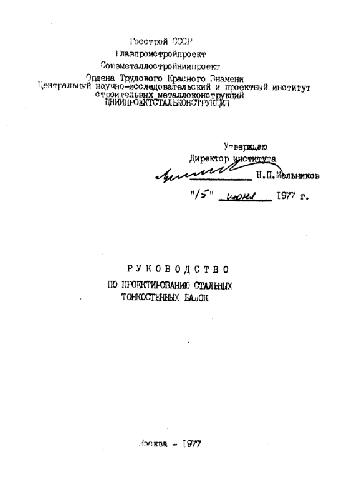 Госстрой СССР
Главпромстройпроект
Союзметаллостройниипроект
Ордена Трудового Красного Знамени
Центральный научно-исследовательский и проектный институт
строительных металлоконструкций
ЦНИИПРОЕКТСТАЛЬКОНСТРУКЦИЯ
Утверждаю
Директор института
Н.П.Мельников
"15" июня 1977 г.
РУКОВОДСТВО
ПО ПРОЕКТИРОВАНИЮ СТАЛЬНЫХ
ТОНКОСТЕННЫХ БАЛОК
Москва - 1977